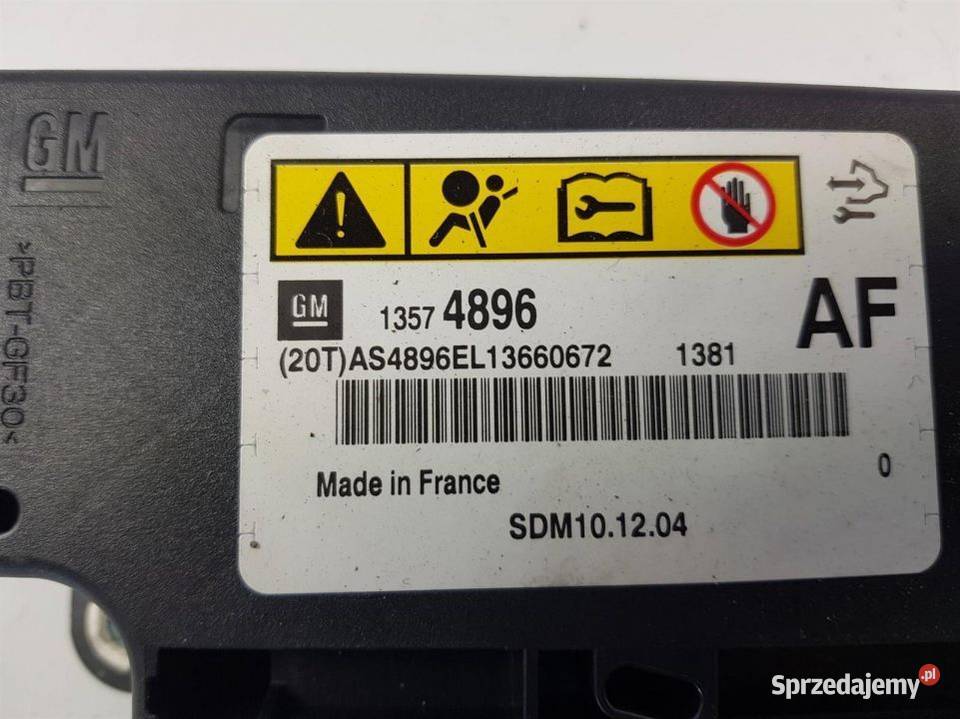 GM
>PBT-GF30<
GM 1357 4896 AF
(20T)AS4896EL13660672 1381
Made in France 0
SDM10.12.04
Sprzedajemy.pl